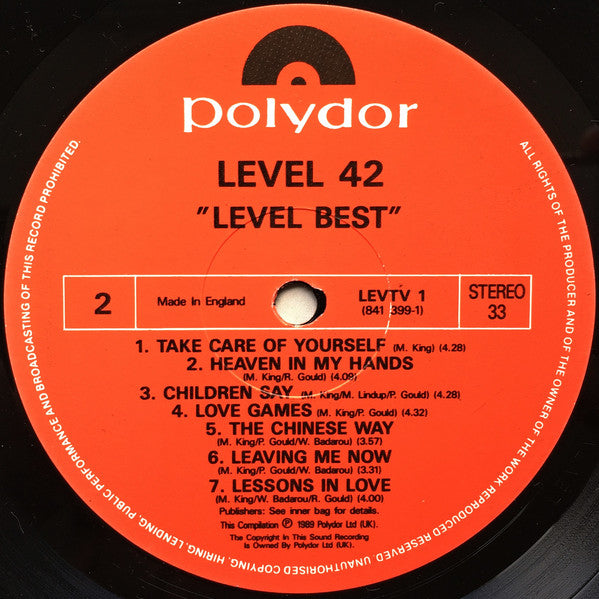 polydor
LEVEL 42
"LEVEL BEST"
2
Made In England
LEVTV 1
(841 399-1)
STEREO
33
1. TAKE CARE OF YOURSELF (M. King) (4.28)
2. HEAVEN IN MY HANDS
(M. King/R. Gould) (4.09)
3. CHILDREN SAY (M. King/M. Lindup/P. Gould) (4.28)
4. LOVE GAMES (M. King/P. Gould) (4.32)
5. THE CHINESE WAY
(M. King/P. Gould/W. Badarou) (3.57)
6. LEAVING ME NOW
(M. King/P. Gould/W. Badarou) (3.31)
7. LESSONS IN LOVE
(M. King/W. Badarou/R. Gould) (4.00)
Publishers: See inner bag for details.
This Compilation ℗ 1989 Polydor Ltd (UK).
The Copyright In This Sound Recording
Is Owned By Polydor Ltd (UK).
ALL RIGHTS OF THE PRODUCER AND OF THE OWNER OF THE WORK REPRODUCED RESERVED. UNAUTHORISED COPYING, HIRING, LENDING, PUBLIC PERFORMANCE AND BROADCASTING OF THIS RECORD PROHIBITED.